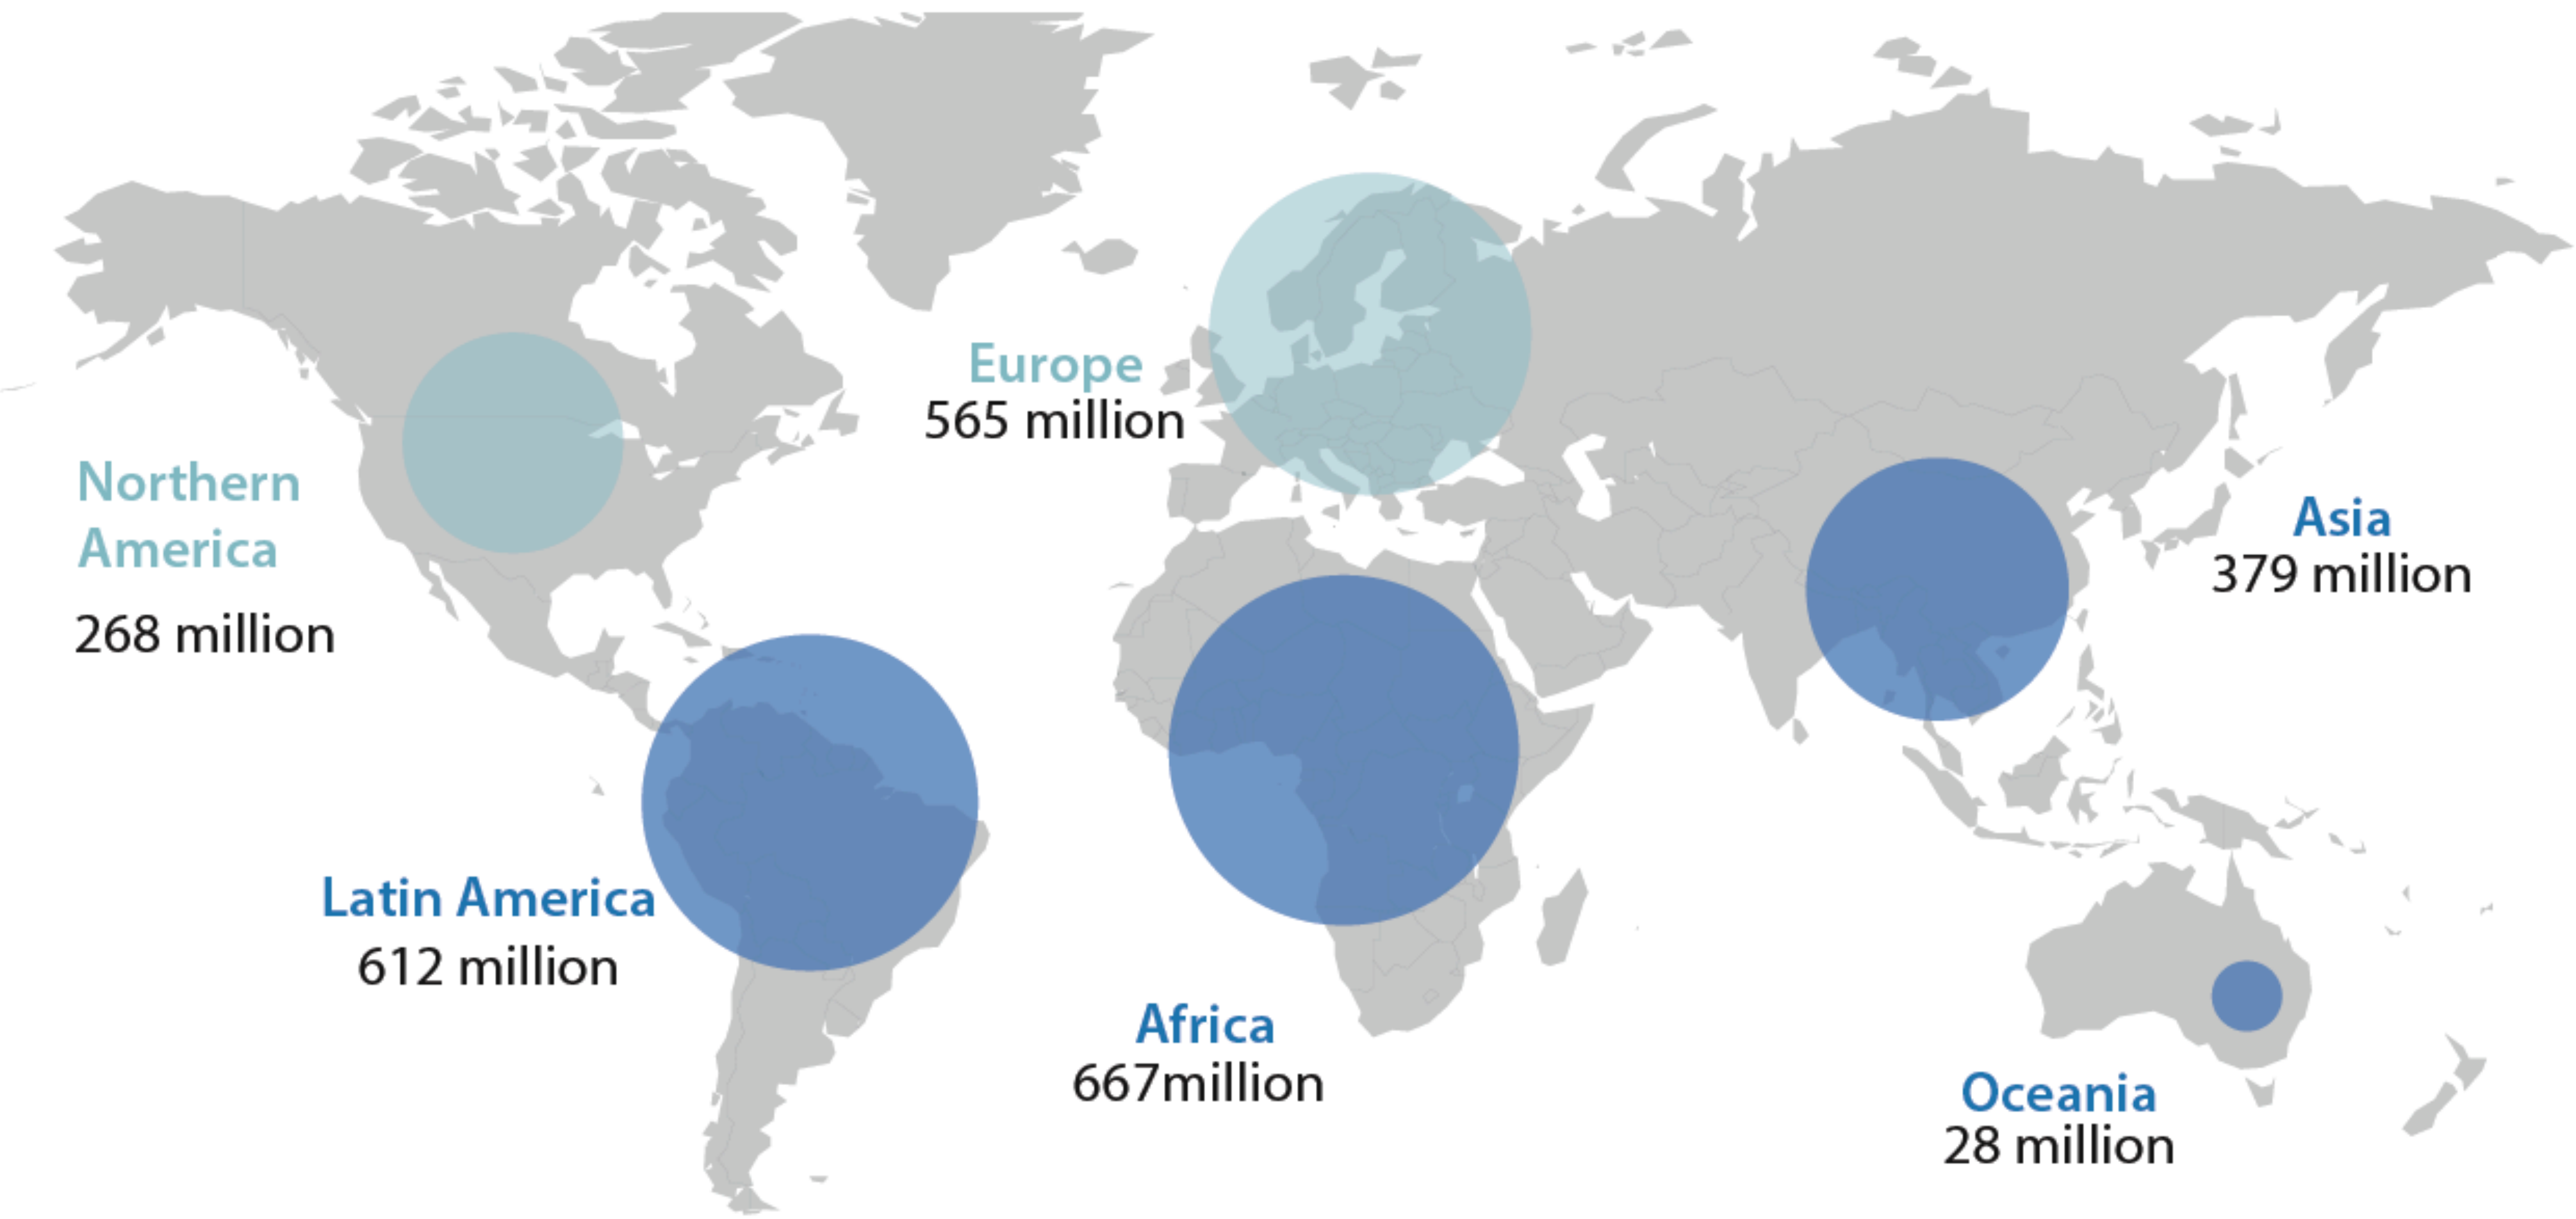 Europe
565 million
Northern
America
268 million
Asia
379 million
Latin America
612 million
Africa
667million
Oceania
28 million